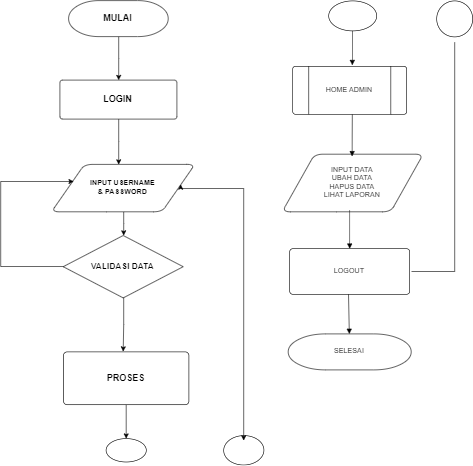 MULAI
LOGIN
INPUT USERNAME
& PASSWORD
VALIDASI DATA
PROSES
HOME ADMIN
INPUT DATA
UBAH DATA
HAPUS DATA
LIHAT LAPORAN
LOGOUT
SELESAI